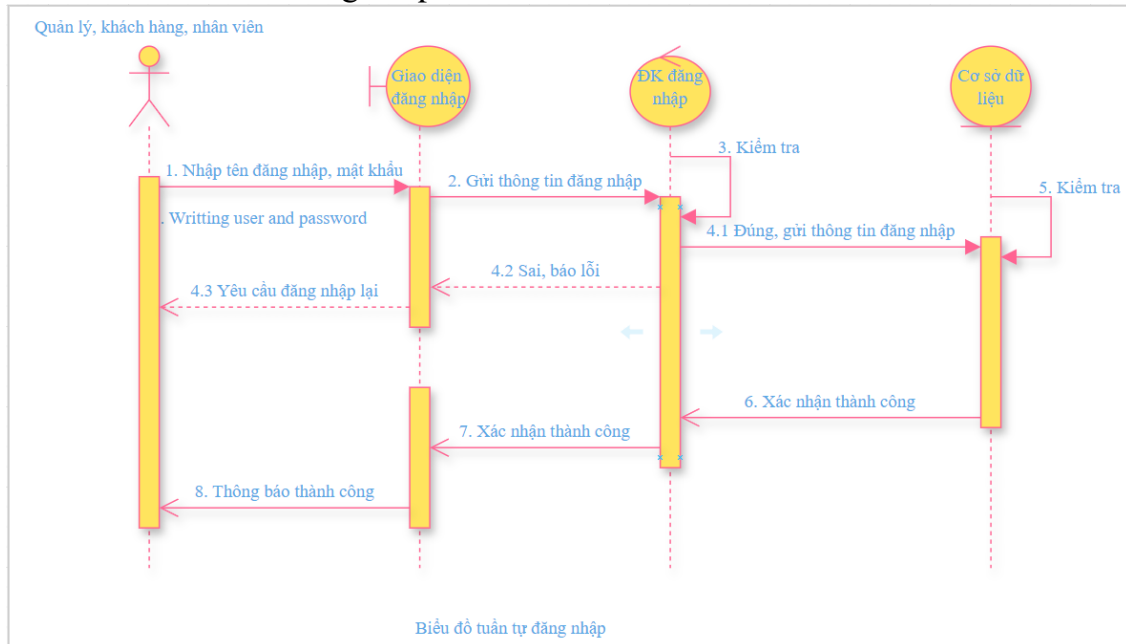 Quản lý, khách hàng, nhân viên
Giao diện
đăng nhập
ĐK đăng
nhập
Cơ sở dữ
liệu
3. Kiểm tra
1. Nhập tên đăng nhập, mật khẩu
2. Gửi thông tin đăng nhập
5. Kiểm tra
. Writting user and password
4.1 Đúng, gửi thông tin đăng nhập
4.2 Sai, báo lỗi
4.3 Yêu cầu đăng nhập lại
6. Xác nhận thành công
7. Xác nhận thành công
8. Thông báo thành công
Biểu đồ tuần tự đăng nhập